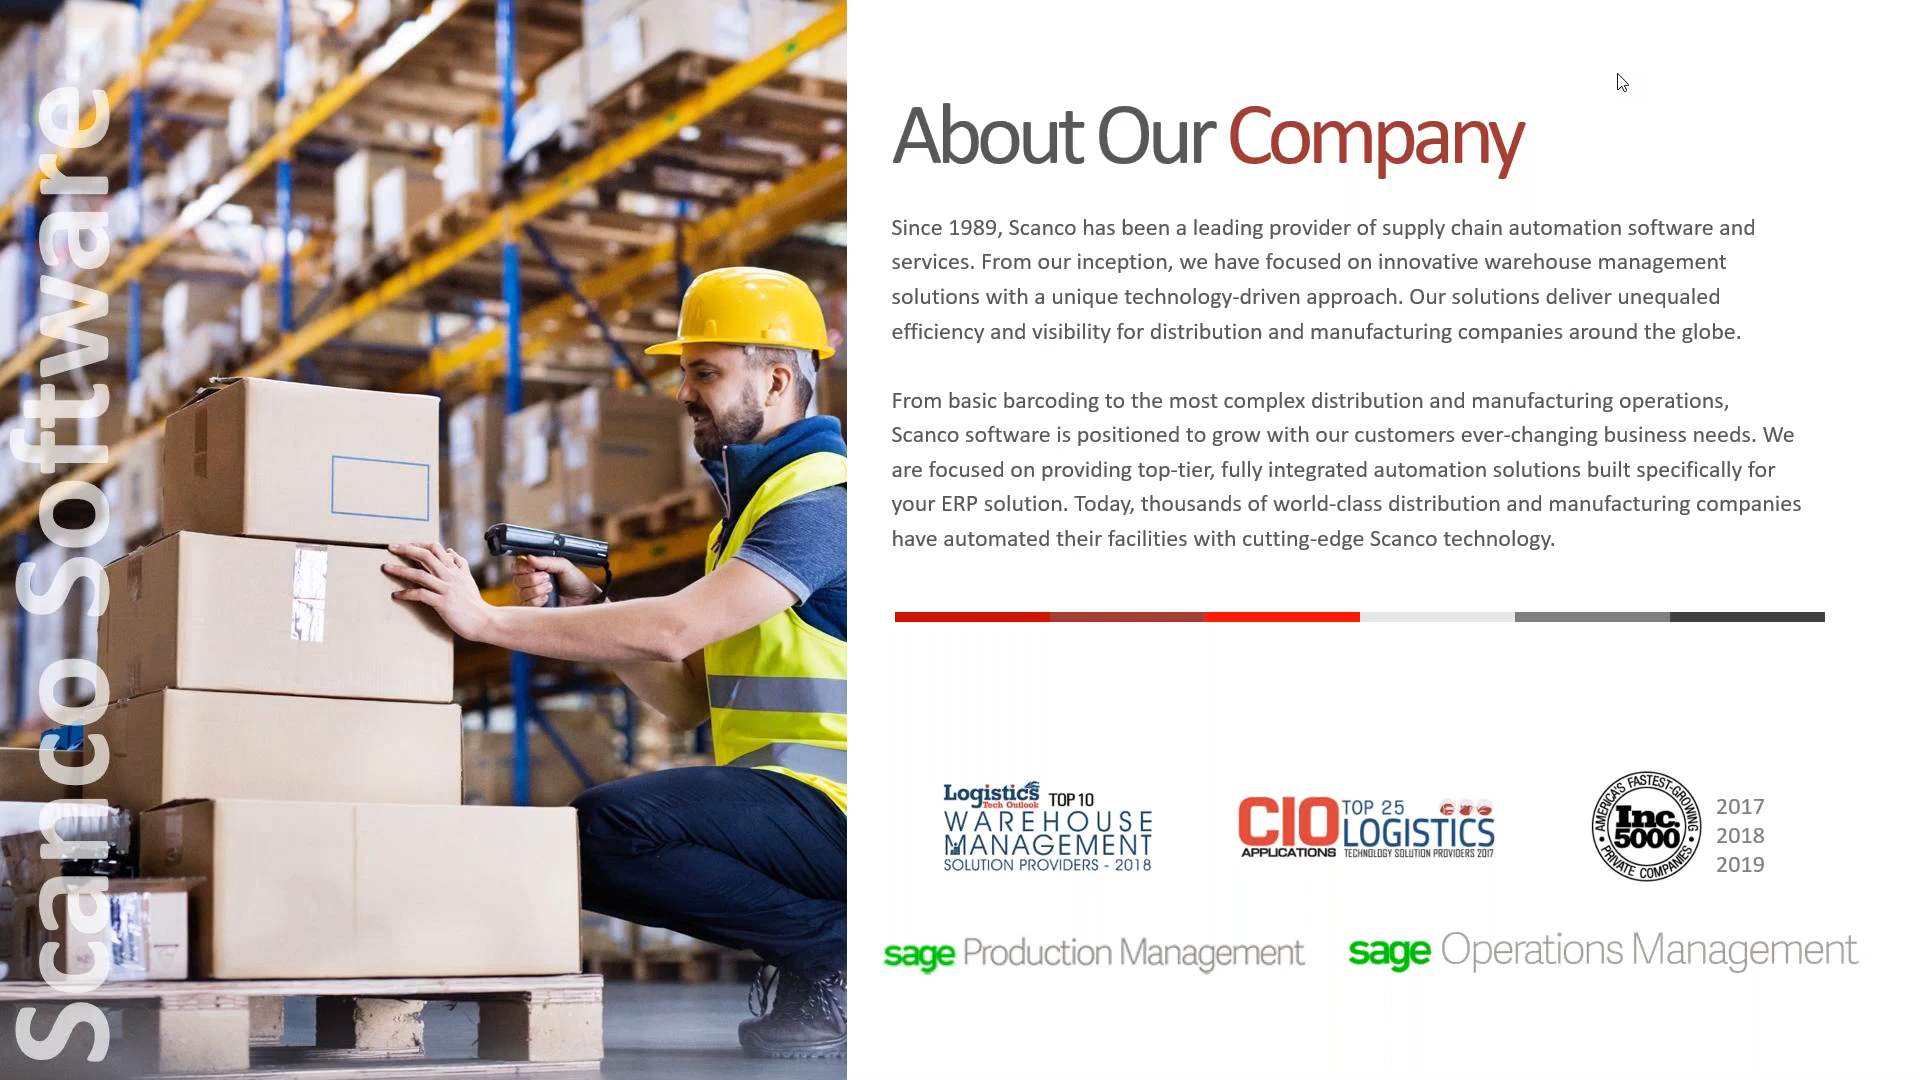 Scanco Software
About Our Company
Since 1989, Scanco has been a leading provider of supply chain automation software and
services. From our inception, we have focused on innovative warehouse management
solutions with a unique technology-driven approach. Our solutions deliver unequaled
efficiency and visibility for distribution and manufacturing companies around the globe.
From basic barcoding to the most complex distribution and manufacturing operations,
Scanco software is positioned to grow with our customers ever-changing business needs. We
are focused on providing top-tier, fully integrated automation solutions built specifically for
your ERP solution. Today, thousands of world-class distribution and manufacturing companies
have automated their facilities with cutting-edge Scanco technology.
Logistics
Tech Outlook
TOP 10
WAREHOUSE
MANAGEMENT
SOLUTION PROVIDERS - 2018
CIO
APPLICATIONS
TOP 25
LOGISTICS
TECHNOLOGY SOLUTION PROVIDERS 2017
AMERICA'S FASTEST-GROWING
Inc.
5000
PRIVATE COMPANIES
2017
2018
2019
sage Production Management
sage Operations Management